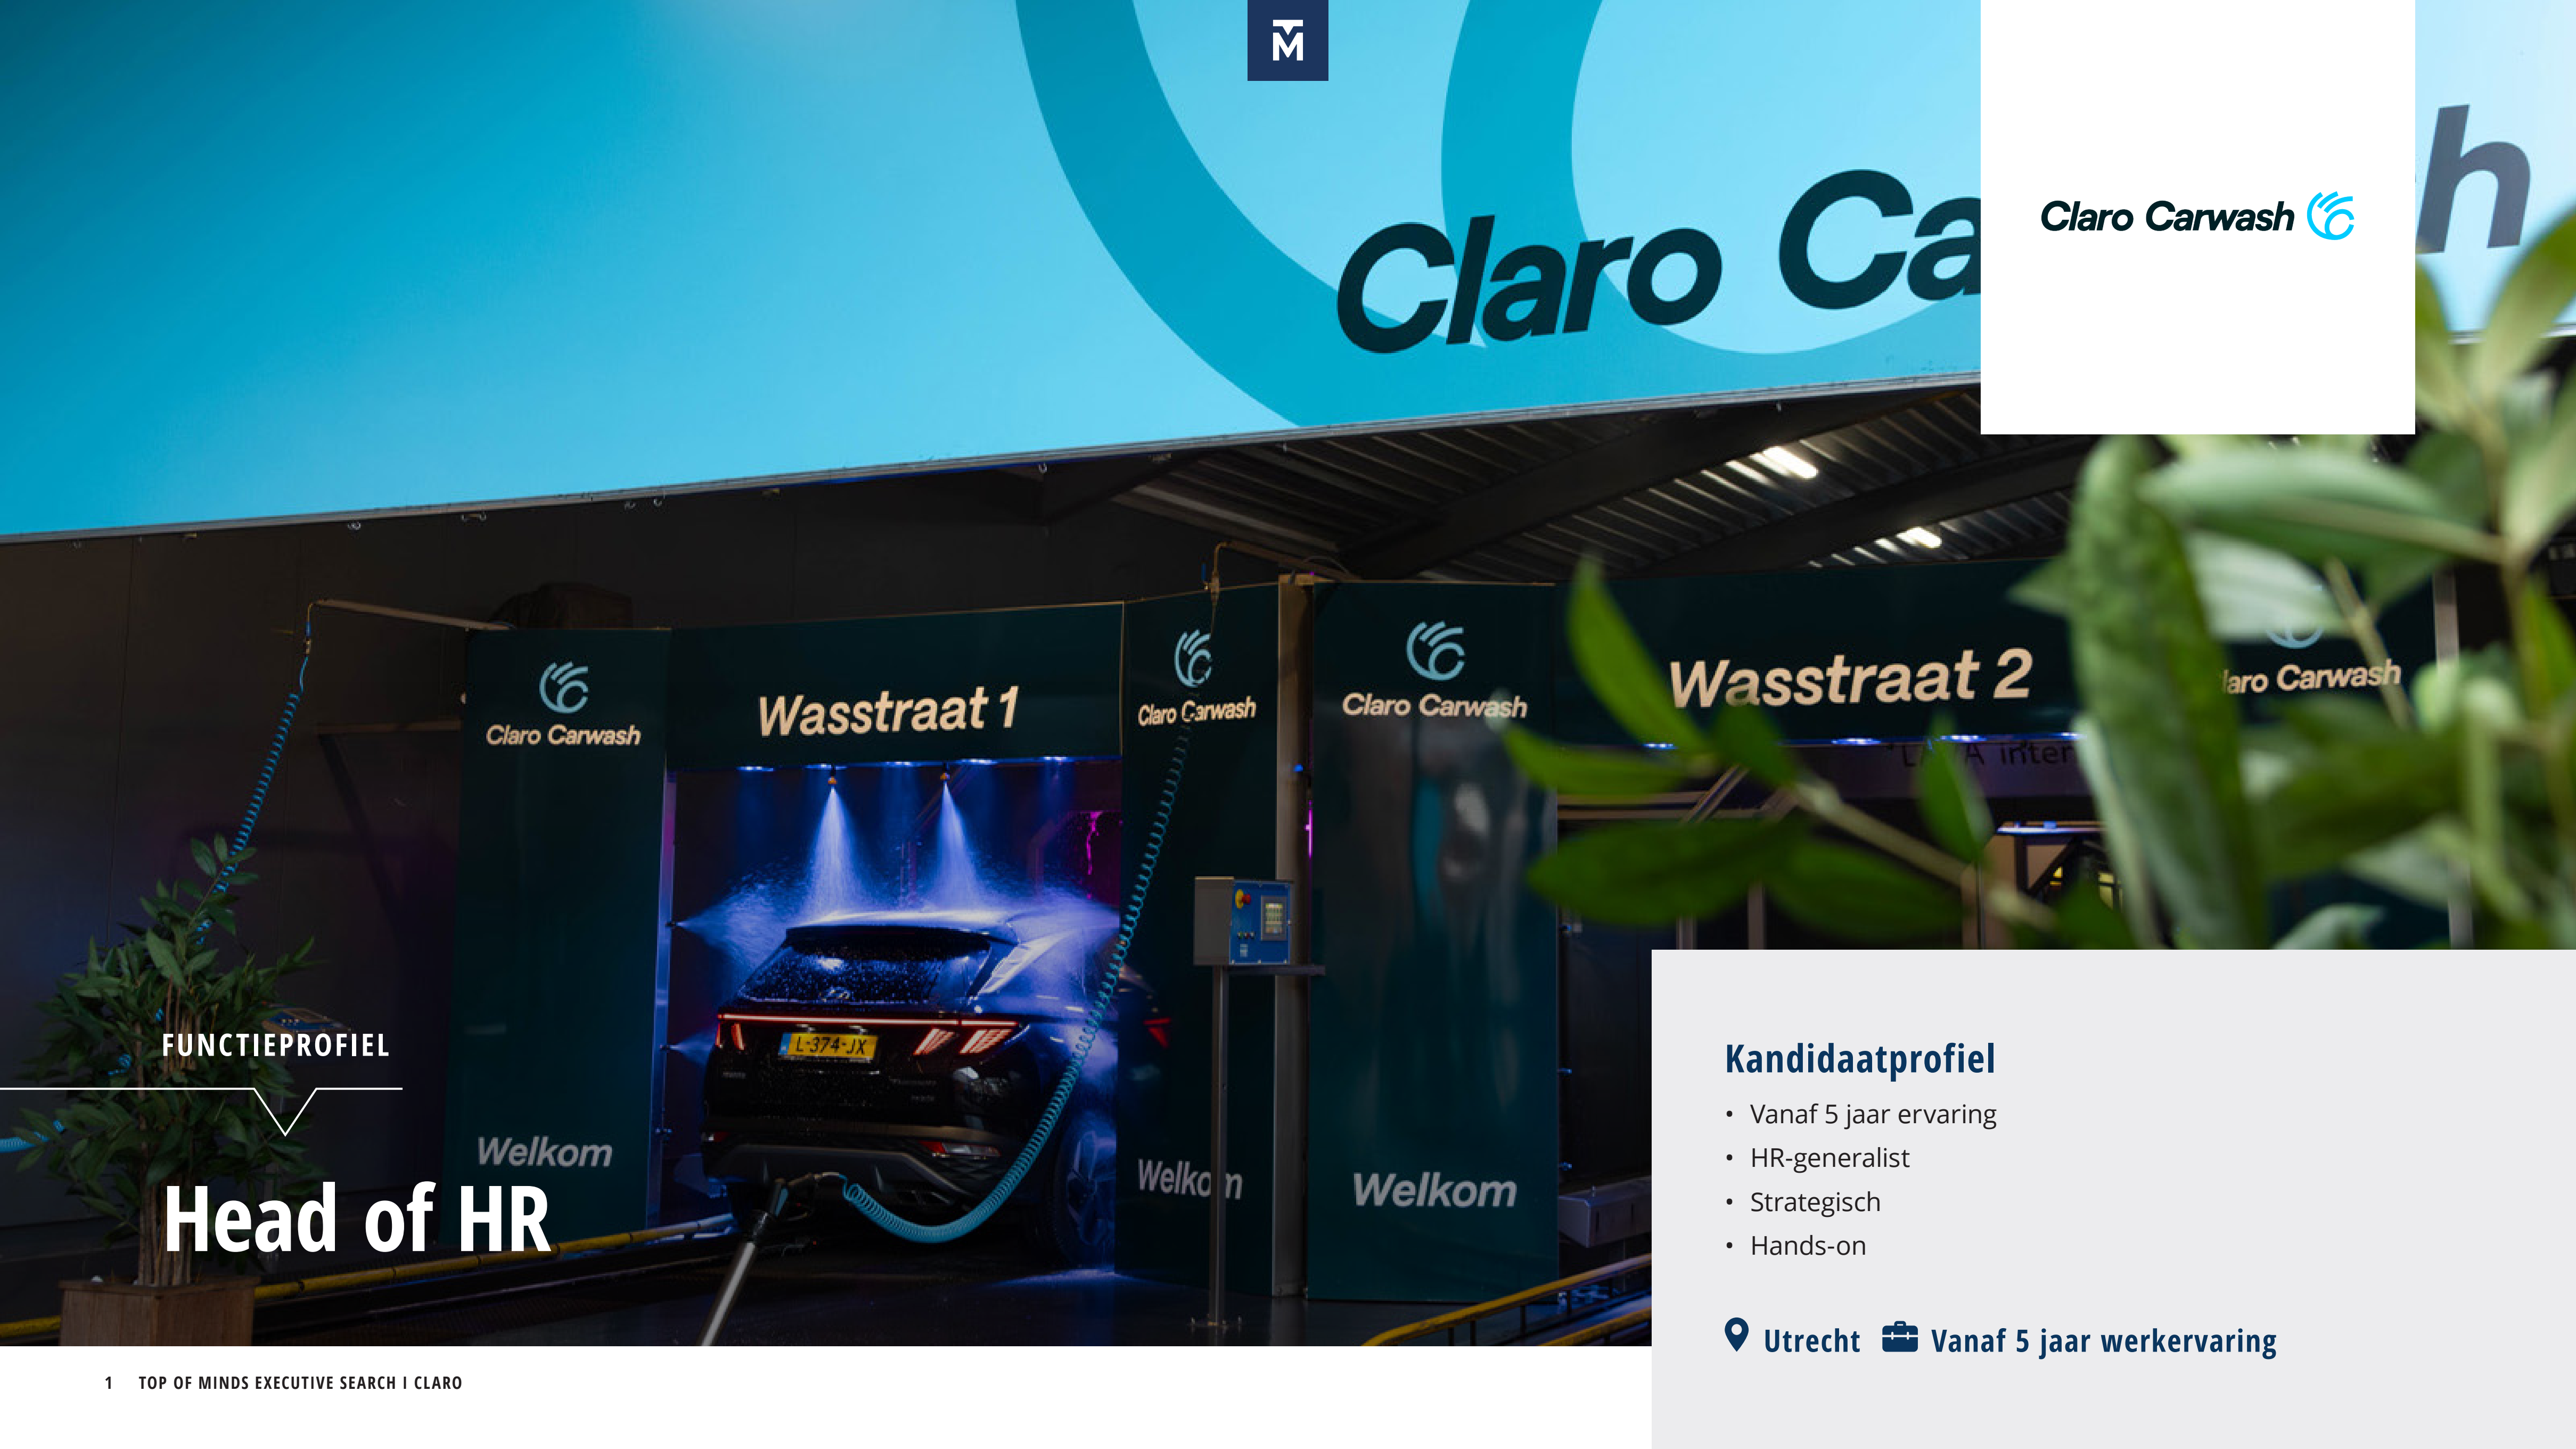 Claro Ca
h
Claro Carwash
Wasstraat 1
Claro Carwash
Claro Carwash
Claro Carwash
Wasstraat 2
aro Carwash
inter
L-374-JX
FUNCTIEPROFIEL
Welkom
Welkom
Welkom
Head of HR
Kandidaatprofiel
• Vanaf 5 jaar ervaring
• HR-generalist
• Strategisch
• Hands-on
Utrecht
Vanaf 5 jaar werkervaring
1 TOP OF MINDS EXECUTIVE SEARCH I CLARO